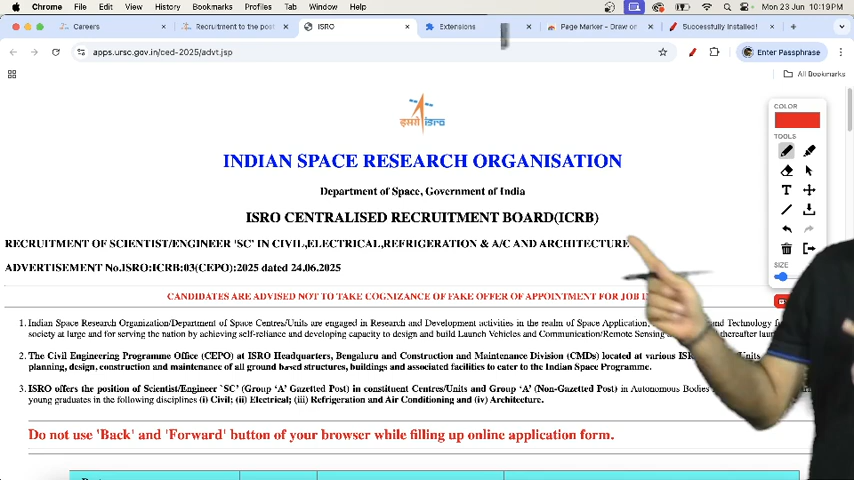 Chrome File Edit View History Bookmarks Profiles Tab Window Help Mon 23 Jun 10:19 PM
Careers Recruitment to the post ISRO Extensions Page Marker - Draw on Successfully Installed!
apps.ursc.gov.in/ced-2025/advt.jsp Enter Passphrase
All Bookmarks
इसरो isro
INDIAN SPACE RESEARCH ORGANISATION
Department of Space, Government of India
ISRO CENTRALISED RECRUITMENT BOARD(ICRB)
RECRUITMENT OF SCIENTIST/ENGINEER 'SC' IN CIVIL,ELECTRICAL,REFRIGERATION & A/C AND ARCHITECTURE
ADVERTISEMENT No.ISRO:ICRB:03(CEPO):2025 dated 24.06.2025
CANDIDATES ARE ADVISED NOT TO TAKE COGNIZANCE OF FAKE OFFER OF APPOINTMENT FOR JOB
1. Indian Space Research Organisation/Department of Space Centres/Units are engaged in Research and Development activities in the realm of Space Application, and Technology
society at large and for serving the nation by achieving self-reliance and developing capacity to design and build Launch Vehicles and Communication/Remote Sensing
2. The Civil Engineering Programme Office (CEPO) at ISRO Headquarters, Bengaluru and Construction and Maintenance Division (CMDs) located at various
planning, design, construction and maintenance of all ground based structures, buildings and associated facilities to cater to the Indian Space Programme.
3. ISRO offers the position of Scientist/Engineer `SC' (Group 'A' Gazetted Post) in constituent Centres/Units and Group 'A' (Non-Gazetted Post) in Autonomous Bodies
young graduates in the following disciplines (i) Civil; (ii) Electrical; (iii) Refrigeration and Air Conditioning and (iv) Architecture.
Do not use 'Back' and 'Forward' button of your browser while filling up online application form.
COLOR
TOOLS
T
SIZE